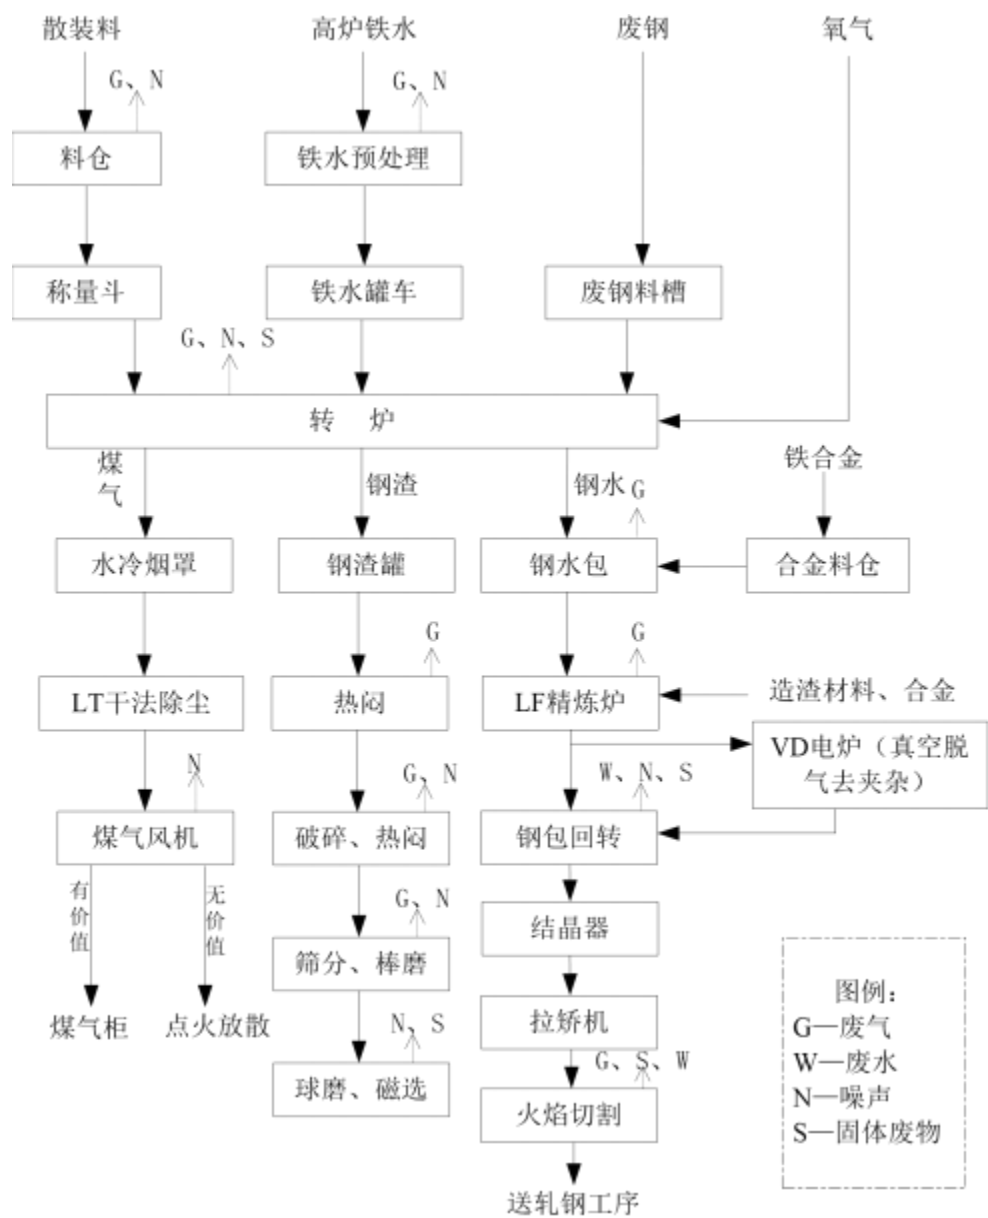 散装料
高炉铁水
废钢
氧气
G、N
G、N
料仓
铁水预处理
称量斗
铁水罐车
废钢料槽
G、N、S
转 炉
煤
气
钢渣
钢水
G
铁合金
水冷烟罩
钢渣罐
钢水包
合金料仓
G
G
LT干法除尘
热闷
LF精炼炉
造渣材料、合金
VD电炉（真空脱
气去夹杂）
N
G、N
W、N、S
煤气风机
破碎、热闷
钢包回转
有
价
值
无
价
值
G、N
结晶器
筛分、棒磨
煤气柜
点火放散
N、S
拉矫机
G、S、W
球磨、磁选
火焰切割
送轧钢工序
图例：
G—废气
W—废水
N—噪声
S—固体废物